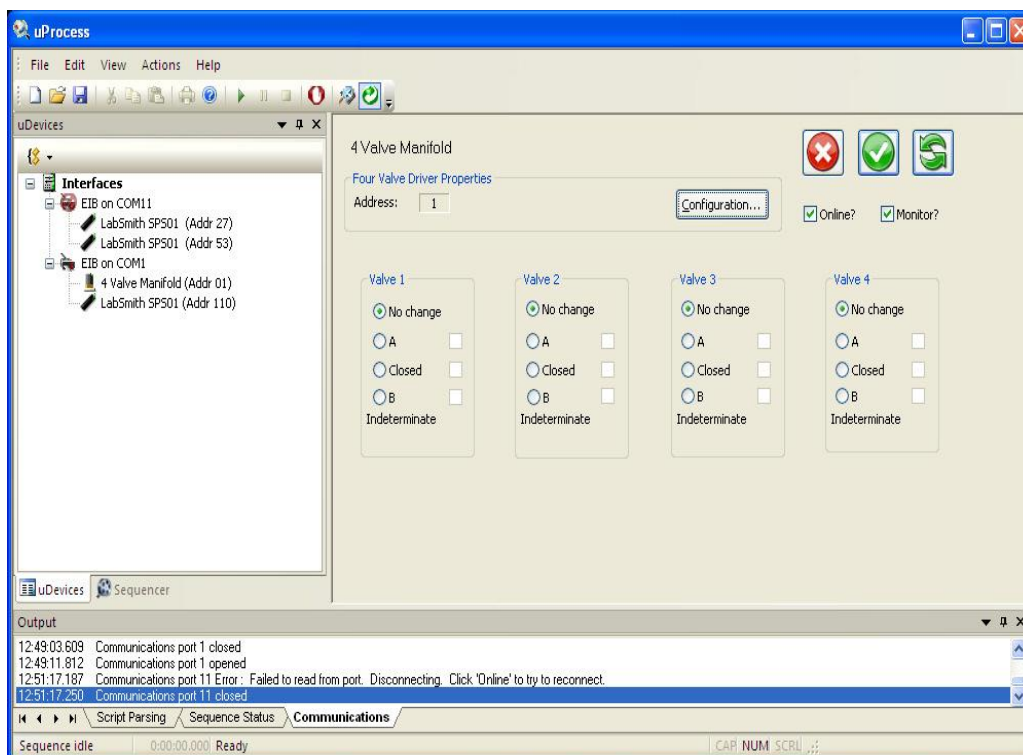 uProcess
File Edit View Actions Help
uDevices
Interfaces
EIB on COM11
LabSmith SPS01 (Addr 27)
LabSmith SPS01 (Addr 53)
EIB on COM1
4 Valve Manifold (Addr 01)
LabSmith SPS01 (Addr 110)
uDevices Sequencer
4 Valve Manifold
Four Valve Driver Properties
Address: 1 Configuration...
Online? Monitor?
Valve 1 Valve 2 Valve 3 Valve 4
No change No change No change No change
A A A A
Closed Closed Closed Closed
B B B B
Indeterminate Indeterminate Indeterminate Indeterminate
Output
12:49:03.609 Communications port 1 closed
12:49:11.812 Communications port 1 opened
12:51:17.187 Communications port 11 Error : Failed to read from port. Disconnecting. Click 'Online' to try to reconnect.
12:51:17.250 Communications port 11 closed
Script Parsing Sequence Status Communications
Sequence idle 0:00:00.000 Ready CAP NUM SCRL